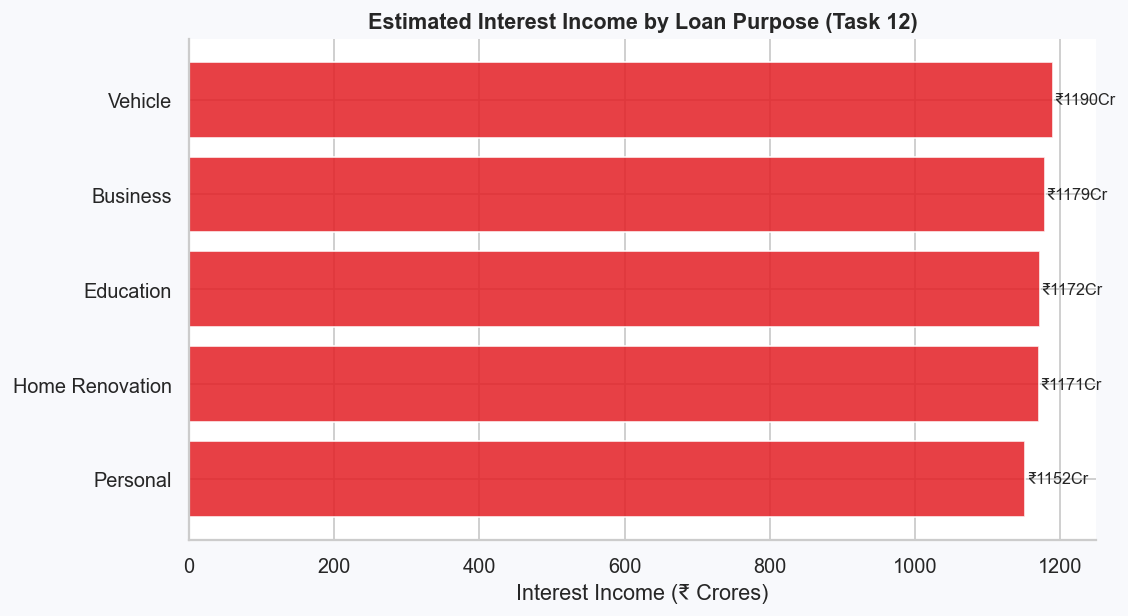 Estimated Interest Income by Loan Purpose (Task 12)
Vehicle
₹1190Cr
Business
₹1179Cr
Education
₹1172Cr
Home Renovation
₹1171Cr
Personal
₹1152Cr
0 200 400 600 800 1000 1200
Interest Income (₹ Crores)